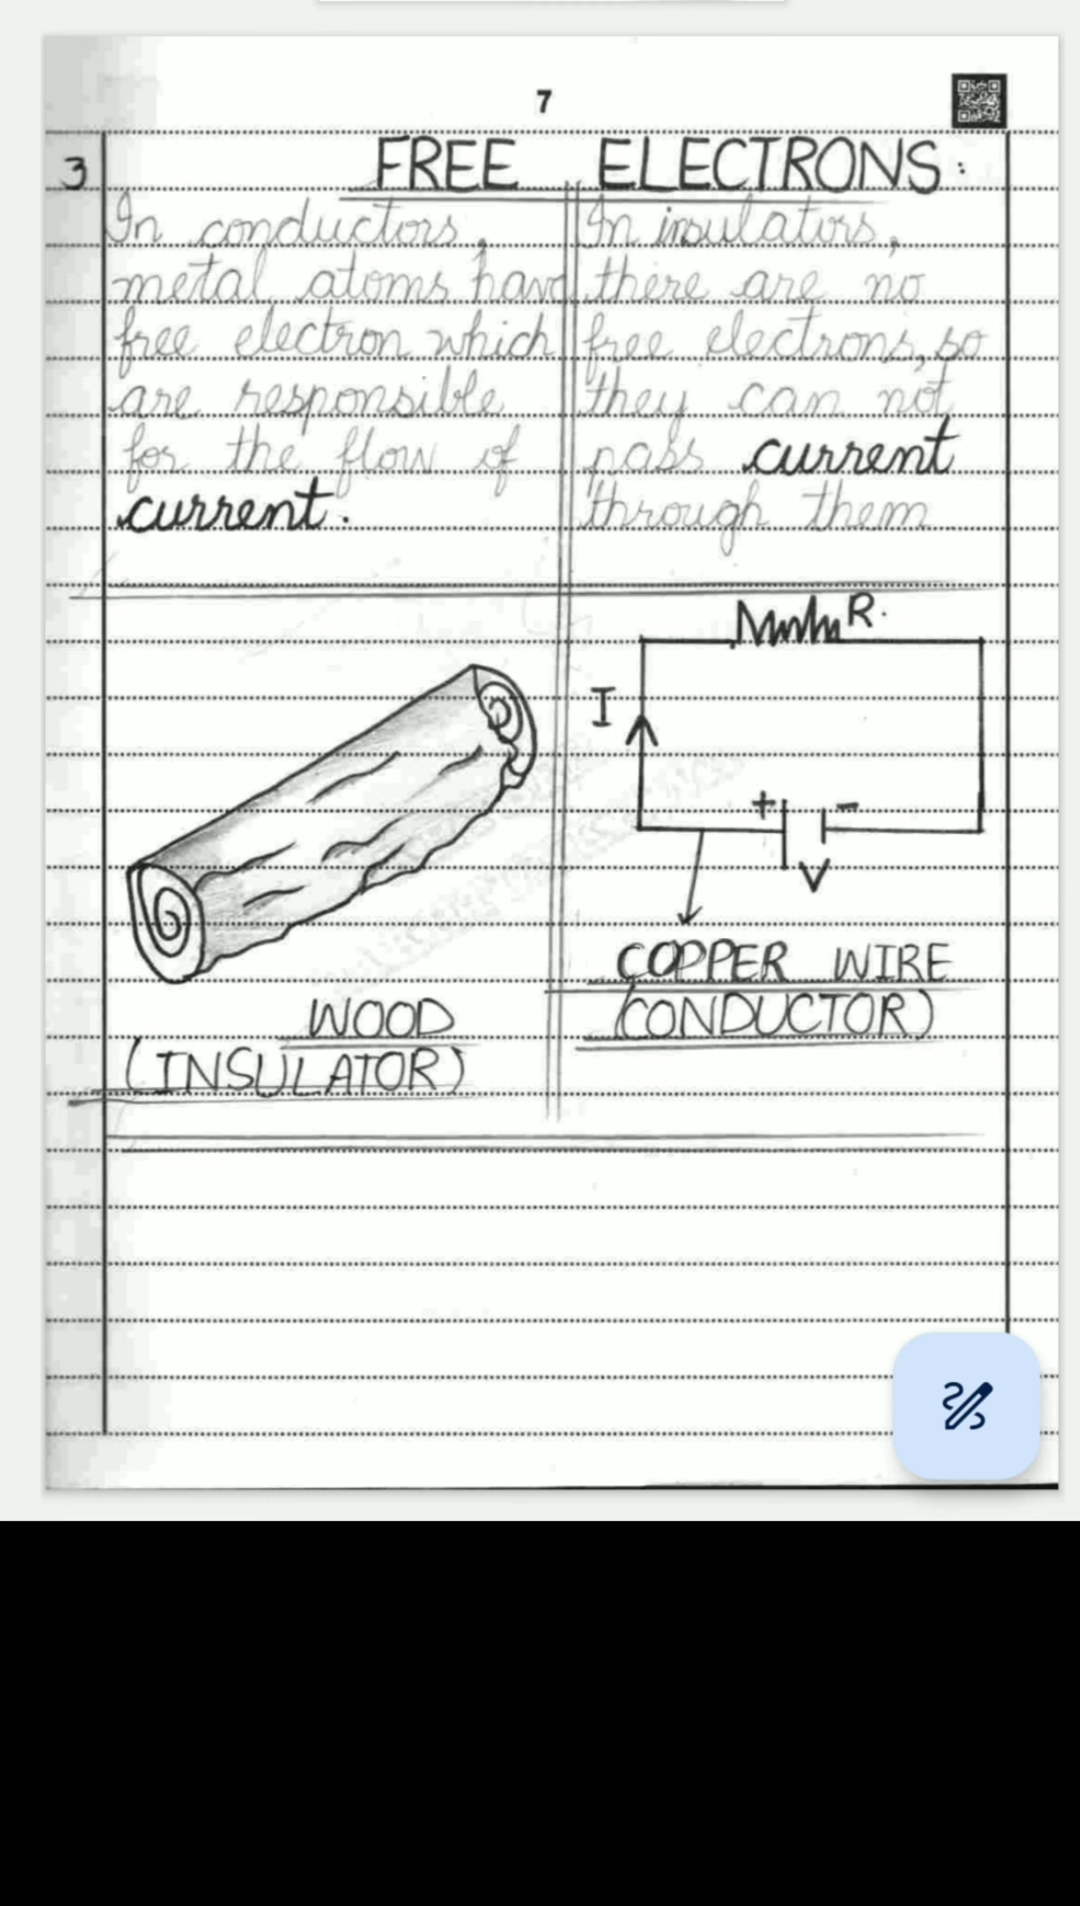 7
3
FREE ELECTRONS:
In conductors,
metal atoms have
free electron which
are responsible
for the flow of
current.
In insulators,
there are no
free electrons, so
they can not
pass current
through them
R.
I
+ -
V
COPPER WIRE
(CONDUCTOR)
WOOD
(INSULATOR)